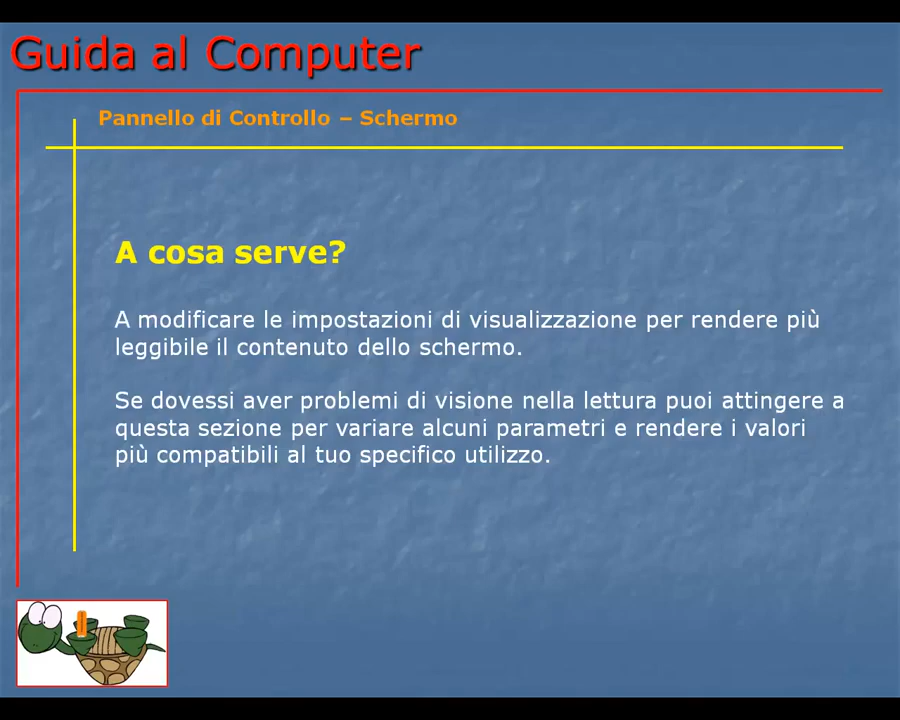 Guida al Computer
Pannello di Controllo – Schermo
A cosa serve?
A modificare le impostazioni di visualizzazione per rendere più
leggibile il contenuto dello schermo.
Se dovessi aver problemi di visione nella lettura puoi attingere a
questa sezione per variare alcuni parametri e rendere i valori
più compatibili al tuo specifico utilizzo.